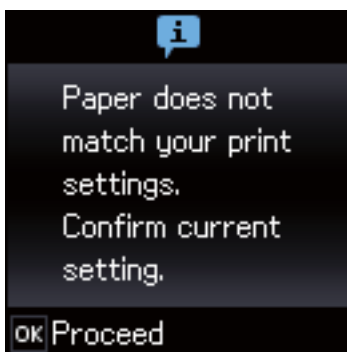 i
Paper does not
match your print
settings.
Confirm current
setting.
OK Proceed